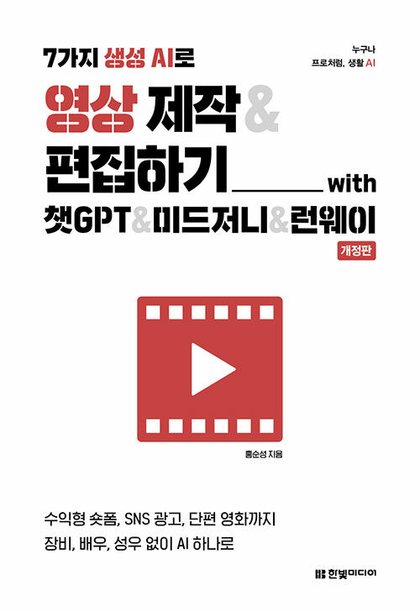 7가지 생성 AI로
누구나
프로처럼, 생활 AI
영상 제작&
편집하기 with
챗GPT&미드저니&런웨이
개정판
홍순성 지음
수익형 숏폼, SNS 광고, 단편 영화까지
장비, 배우, 성우 없이 AI 하나로
HB 한빛미디어